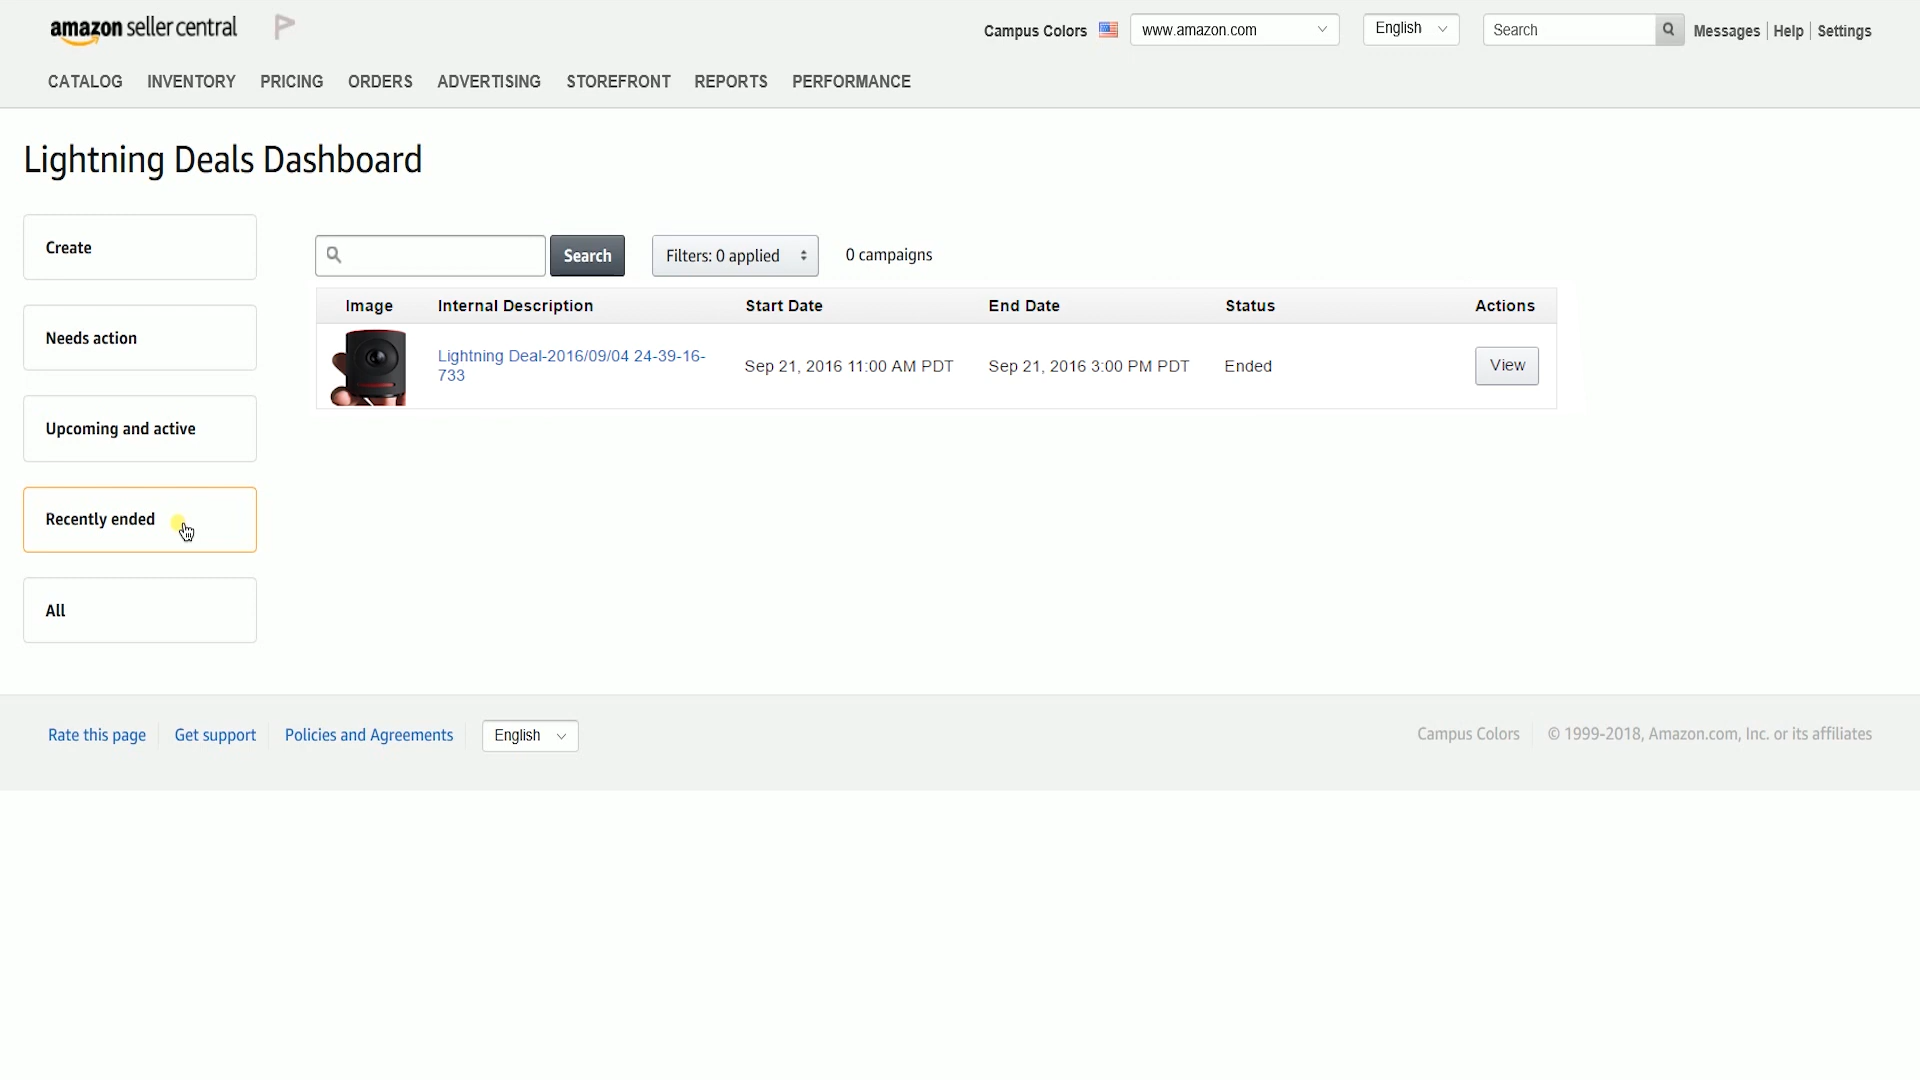 amazon seller central
Campus Colors
www.amazon.com
English
Search
Messages
Help
Settings
CATALOG
INVENTORY
PRICING
ORDERS
ADVERTISING
STOREFRONT
REPORTS
PERFORMANCE
Lightning Deals Dashboard
Create
Needs action
Upcoming and active
Recently ended
All
Search
Filters: 0 applied
0 campaigns
Image
Internal Description
Start Date
End Date
Status
Actions
Lightning Deal-2016/09/04 24-39-16-
733
Sep 21, 2016 11:00 AM PDT
Sep 21, 2016 3:00 PM PDT
Ended
View
Rate this page
Get support
Policies and Agreements
English
Campus Colors
© 1999-2018, Amazon.com, Inc. or its affiliates